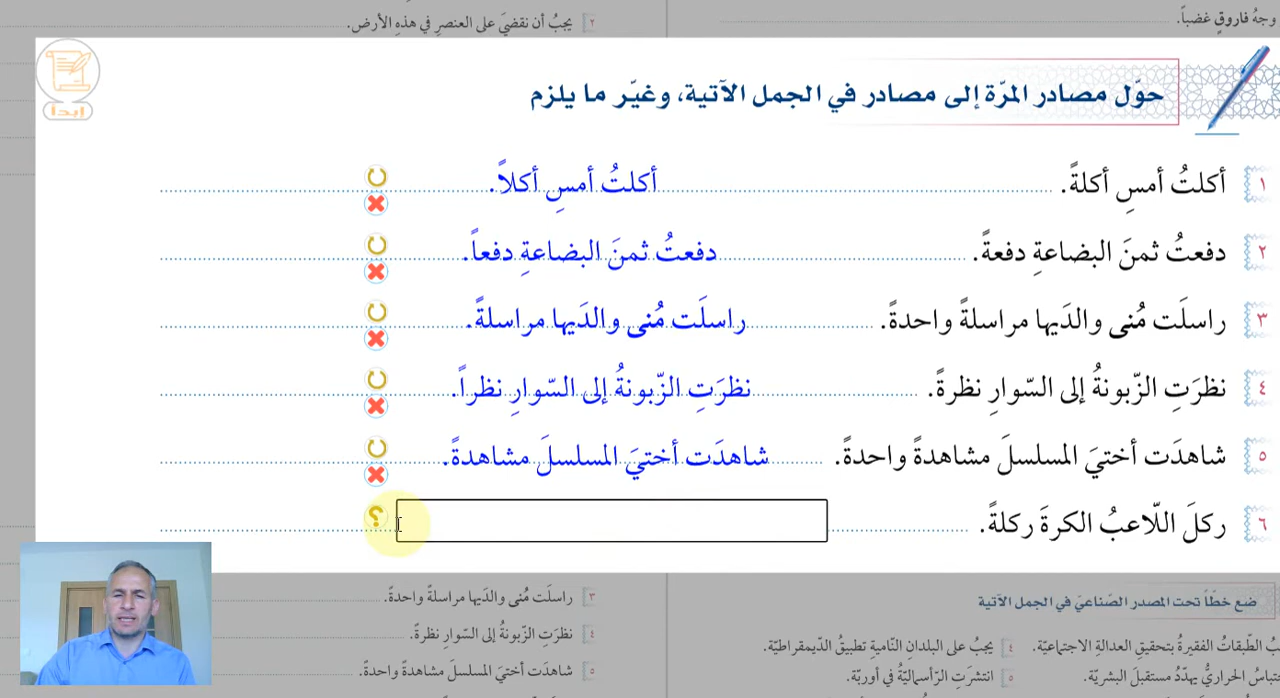 وجهُ فاروقٍ غضباً.
٢ يجبُ أن نقضيَ على العنصرِ في هذهِ الأرض.
ابدأ
حوّل مصادر المرّة إلى مصادر في الجمل الآتية، وغيّر ما يلزم
١ أكلتُ أمسِ أكلةً. أكلتُ أمسِ أكلاً.
٢ دفعتُ ثمنَ البضاعةِ دفعةً. دفعتُ ثمنَ البضاعةِ دفعاً.
٣ راسلَت مُنى والدَيها مراسلةً واحدةً. راسلَت مُنى والدَيها مراسلةً.
٤ نظرَتِ الزّبونةُ إلى السّوارِ نظرةً. نظرَتِ الزّبونةُ إلى السّوارِ نظراً.
٥ شاهدَت أختيَ المسلسلَ مشاهدةً واحدةً. شاهدَت أختيَ المسلسلَ مشاهدةً.
٦ ركلَ اللّاعبُ الكرةَ ركلةً. ؟
ضع خطّاً تحت المصدر الصّناعيّ في الجمل الآتية
٣ راسلَت مُنى والدَيها مراسلةً واحدةً.
الطّبقاتُ الفقيرةُ بتحقيقِ العدالةِ الاجتماعيّة. ٤ يجبُ على البلدانِ النّاميةِ تطبيقُ الدّيمقراطيّة.
٤ نظرَتِ الزّبونةُ إلى السّوارِ نظرةً.
الحراريُّ يهدّدُ مستقبلَ البشريّة. ٥ انتشرَتِ الرّأسماليّةُ في أوربّة.
٥ شاهدَت أختيَ المسلسلَ مشاهدةً واحدةً.